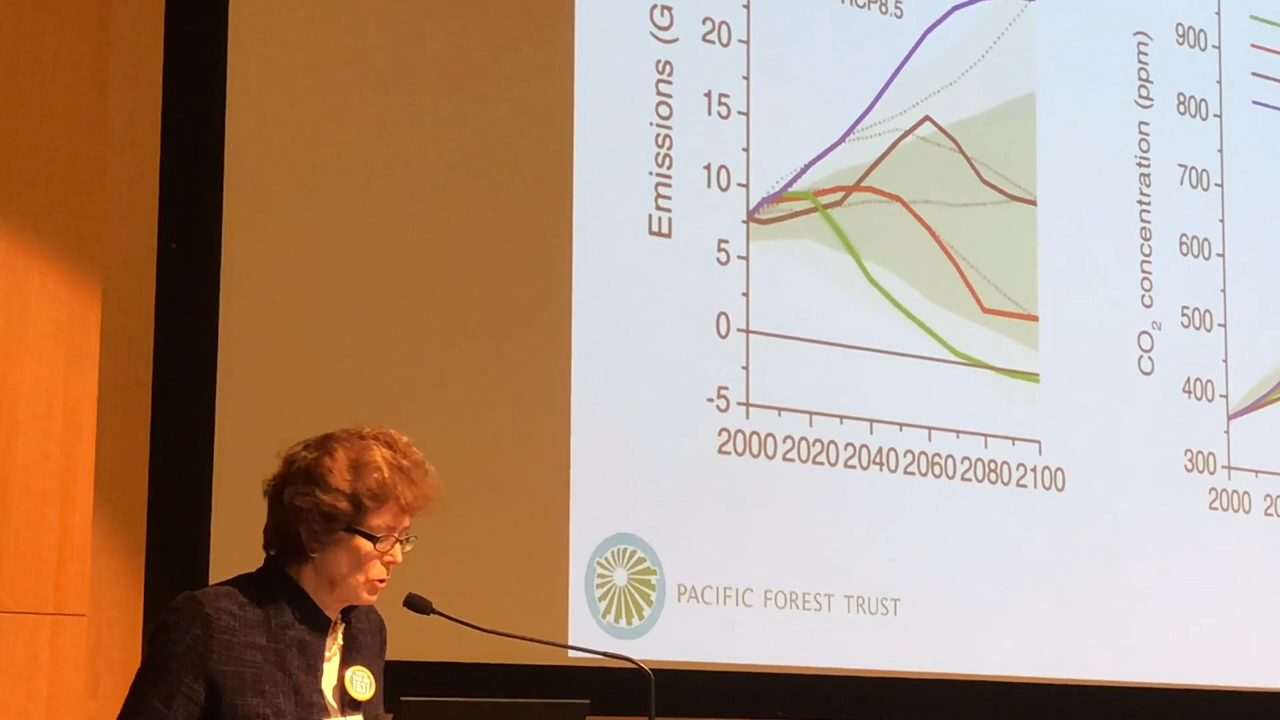 RCP8.5
Emissions (G
20
15
10
5
0
-5
2000 2020 2040 2060 2080 2100
CO₂ concentration (ppm)
900
800
700
600
500
400
300
2000 20
PACIFIC FOREST TRUST